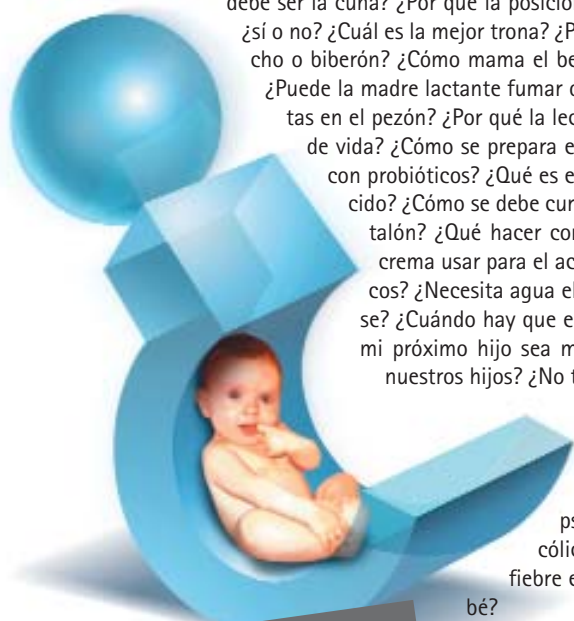 debe ser la cuna? ¿Por qué la posición
¿sí o no? ¿Cuál es la mejor trona? ¿P
cho o biberón? ¿Cómo mama el be
¿Puede la madre lactante fumar o
tas en el pezón? ¿Por qué la lec
de vida? ¿Cómo se prepara e
con probióticos? ¿Qué es e
cido? ¿Cómo se debe cur
talón? ¿Qué hacer con
crema usar para el ac
cos? ¿Necesita agua el
se? ¿Cuándo hay que e
mi próximo hijo sea m
nuestros hijos? ¿No t
ps
cólic
fiebre e
bé?